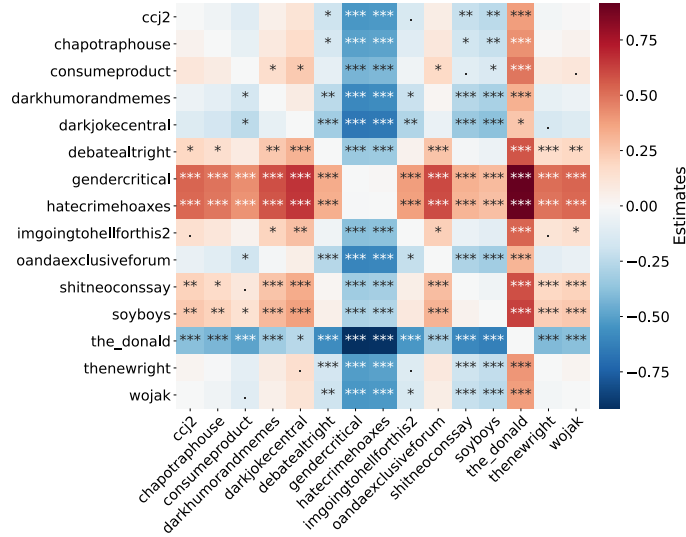 ccj2 * *** *** . ** ** ***
chapotraphouse * *** *** * ** ***
consumeproduct * * *** *** * . * *** .
darkhumorandmemes * ** *** *** * *** *** ***
darkjokecentral * *** *** *** ** *** *** * .
debatealtright * * ** *** *** *** *** *** *** **
gendercritical *** *** *** *** *** *** *** *** *** *** *** *** ***
hatecrimehoaxes *** *** *** *** *** *** *** *** *** *** *** *** ***
imgoingtohellforthis2 . * ** *** *** * *** . *
oandaexclusiveforum * *** *** *** * *** *** ***
shitneoconssay ** * . *** *** *** *** *** *** *** ***
soyboys ** ** * *** *** *** *** *** *** *** ***
the_donald *** *** *** *** * *** *** *** *** *** *** *** *** ***
thenewright . *** *** *** . *** *** ***
wojak . ** *** *** * *** ** ***
ccj2
chapotraphouse
consumeproduct
darkhumorandmemes
darkjokecentral
debatealtright
gendercritical
hatecrimehoaxes
imgoingtohellforthis2
oandaexclusiveforum
shitneoconssay
soyboys
the_donald
thenewright
wojak
0.75
0.50
0.25
0.00
−0.25
−0.50
−0.75
Estimates